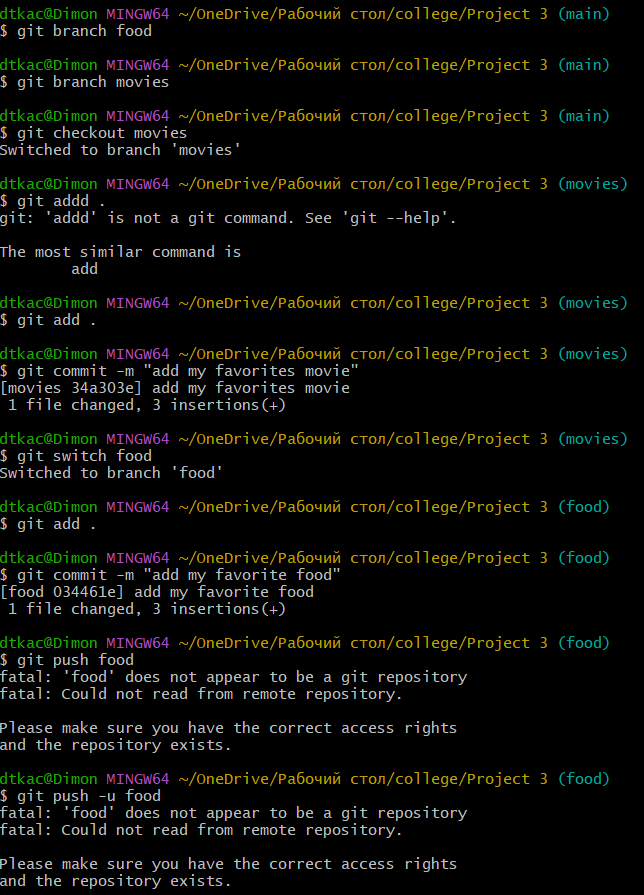 dtkac@Dimon MINGW64 ~/OneDrive/Рабочий стол/college/Project 3 (main)
$ git branch food
dtkac@Dimon MINGW64 ~/OneDrive/Рабочий стол/college/Project 3 (main)
$ git branch movies
dtkac@Dimon MINGW64 ~/OneDrive/Рабочий стол/college/Project 3 (main)
$ git checkout movies
Switched to branch 'movies'
dtkac@Dimon MINGW64 ~/OneDrive/Рабочий стол/college/Project 3 (movies)
$ git addd .
git: 'addd' is not a git command. See 'git --help'.
The most similar command is
add
dtkac@Dimon MINGW64 ~/OneDrive/Рабочий стол/college/Project 3 (movies)
$ git add .
dtkac@Dimon MINGW64 ~/OneDrive/Рабочий стол/college/Project 3 (movies)
$ git commit -m "add my favorites movie"
[movies 34a303e] add my favorites movie
1 file changed, 3 insertions(+)
dtkac@Dimon MINGW64 ~/OneDrive/Рабочий стол/college/Project 3 (movies)
$ git switch food
Switched to branch 'food'
dtkac@Dimon MINGW64 ~/OneDrive/Рабочий стол/college/Project 3 (food)
$ git add .
dtkac@Dimon MINGW64 ~/OneDrive/Рабочий стол/college/Project 3 (food)
$ git commit -m "add my favorite food"
[food 034461e] add my favorite food
1 file changed, 3 insertions(+)
dtkac@Dimon MINGW64 ~/OneDrive/Рабочий стол/college/Project 3 (food)
$ git push food
fatal: 'food' does not appear to be a git repository
fatal: Could not read from remote repository.
Please make sure you have the correct access rights
and the repository exists.
dtkac@Dimon MINGW64 ~/OneDrive/Рабочий стол/college/Project 3 (food)
$ git push -u food
fatal: 'food' does not appear to be a git repository
fatal: Could not read from remote repository.
Please make sure you have the correct access rights
and the repository exists.